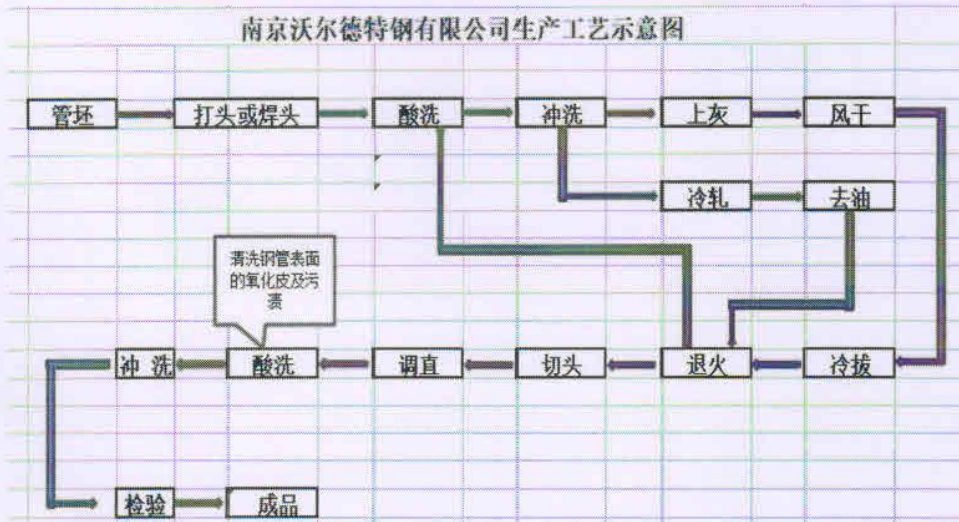 南京沃尔德特钢有限公司生产工艺示意图
管坯
打头或焊头
酸洗
冲洗
上灰
风干
冷轧
去油
清洗钢管表面
的氧化皮及污
渍
冲 洗
酸洗
调直
切头
退火
冷拔
检验
成品